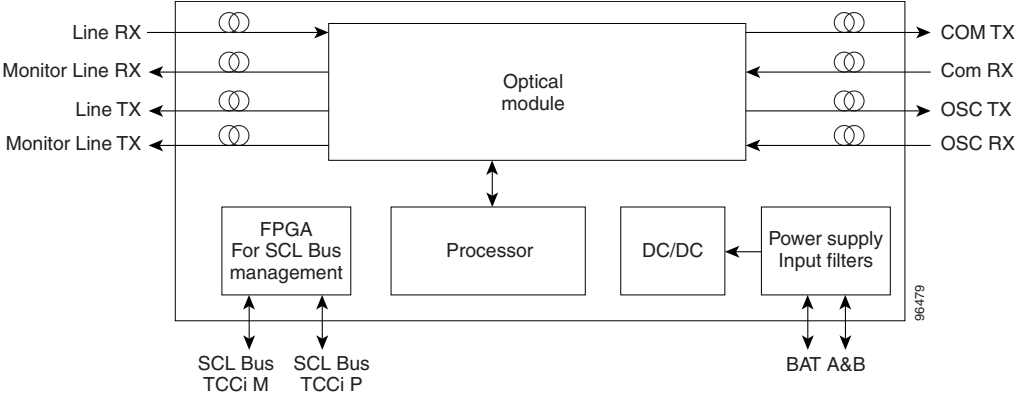 Line RX
Monitor Line RX
Line TX
Monitor Line TX
Optical
module
COM TX
Com RX
OSC TX
OSC RX
FPGA
For SCL Bus
management
Processor
DC/DC
Power supply
Input filters
96479
SCL Bus
TCCi M
SCL Bus
TCCi P
BAT A&B